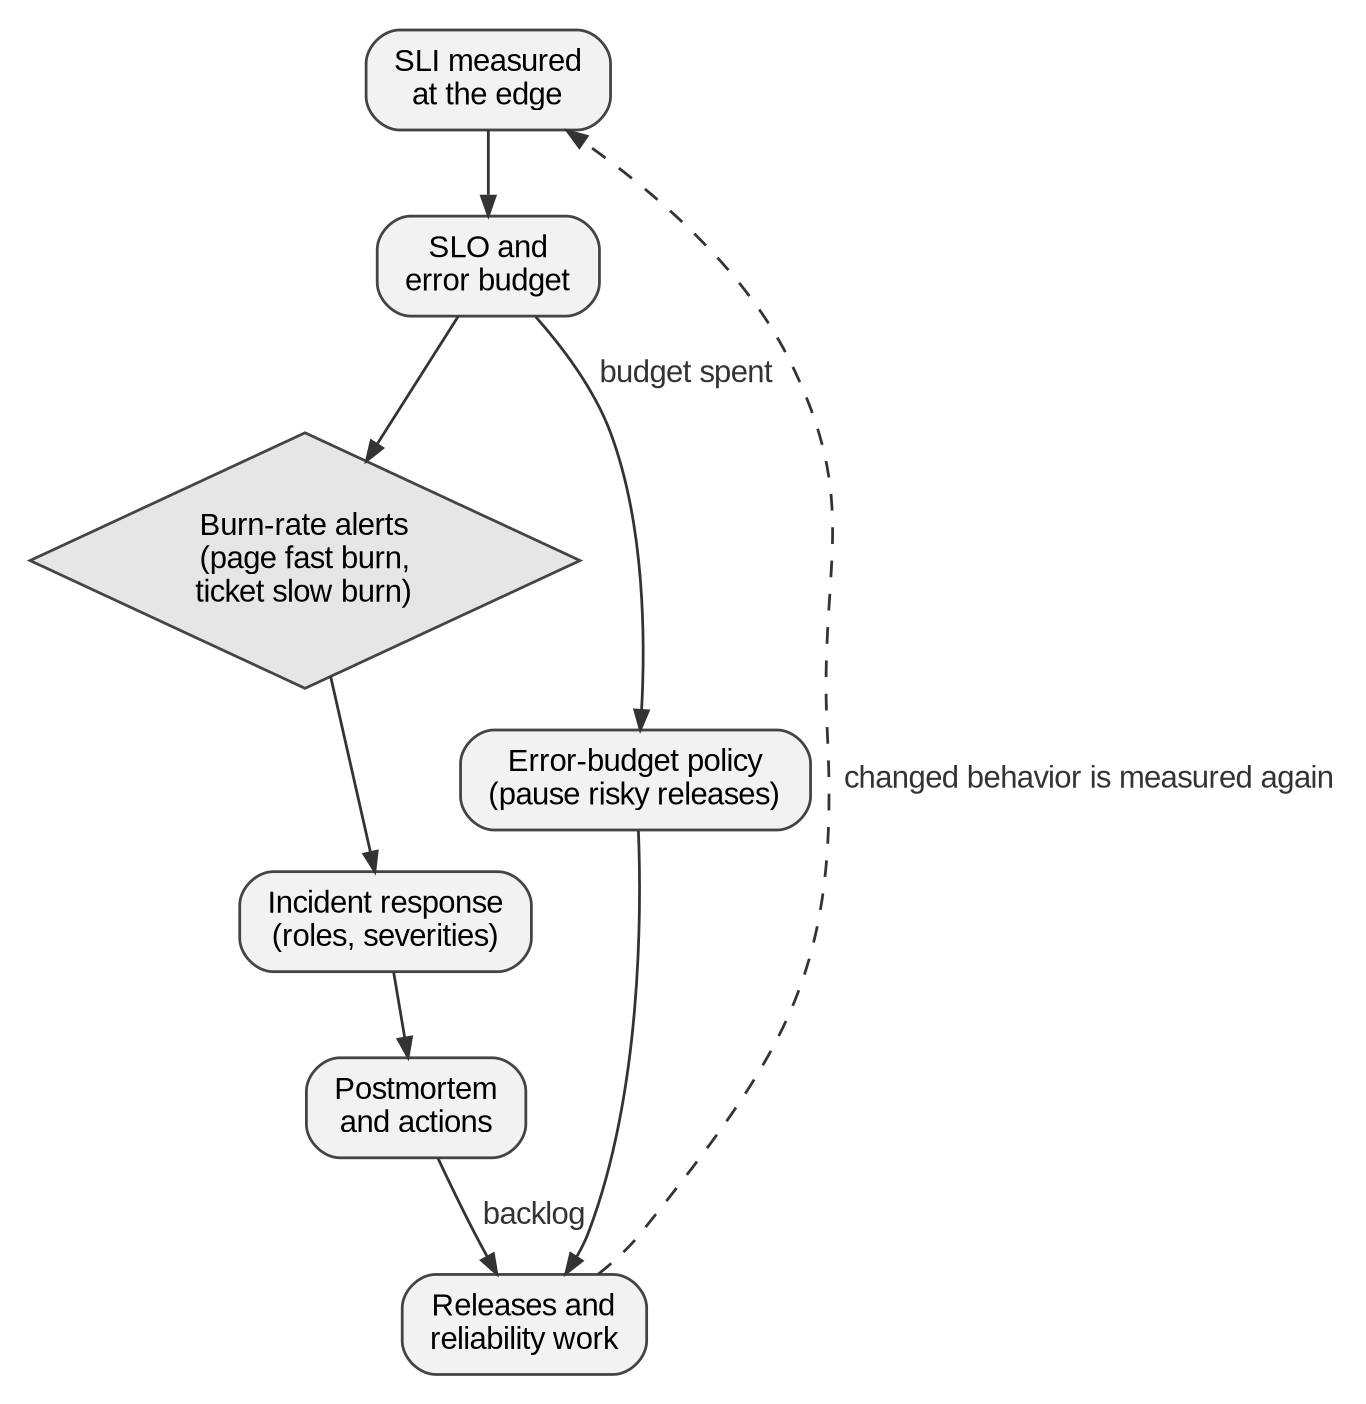 SLI measured
at the edge
SLO and
error budget
budget spent
Burn-rate alerts
(page fast burn,
ticket slow burn)
Error-budget policy
(pause risky releases)
changed behavior is measured again
Incident response
(roles, severities)
Postmortem
and actions
backlog
Releases and
reliability work